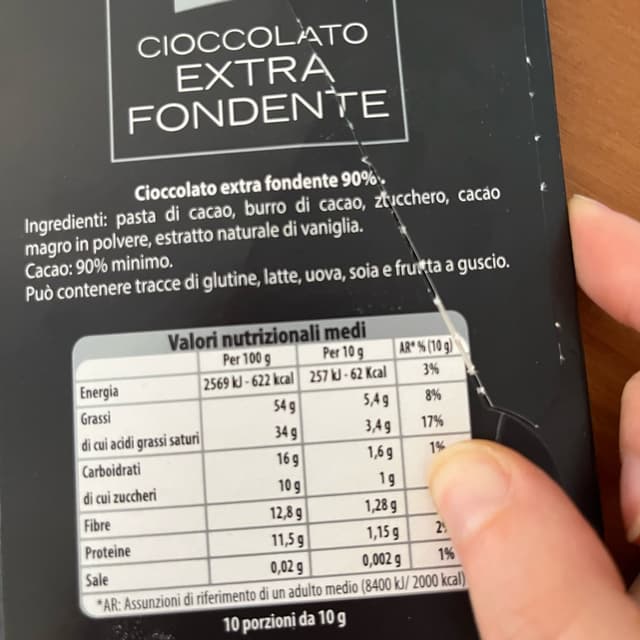 CIOCCOLATO
EXTRA
FONDENTE
Cioccolato extra fondente 90%.
Ingredienti: pasta di cacao, burro di cacao, zucchero, cacao
magro in polvere, estratto naturale di vaniglia.
Cacao: 90% minimo.
Può contenere tracce di glutine, latte, uova, soia e frutta a guscio.
Valori nutrizionali medi
Per 100 g Per 10 g AR* % (10 g)
Energia 2569 kJ - 622 kcal 257 kJ - 62 Kcal 3%
Grassi 54 g 5,4 g 8%
di cui acidi grassi saturi 34 g 3,4 g 17%
Carboidrati 16 g 1,6 g 1%
di cui zuccheri 10 g 1 g
Fibre 12,8 g 1,28 g
Proteine 11,5 g 1,15 g
Sale 0,02 g 0,002 g 1%
*AR: Assunzioni di riferimento di un adulto medio (8400 kJ/ 2000 kcal)
10 porzioni da 10 g